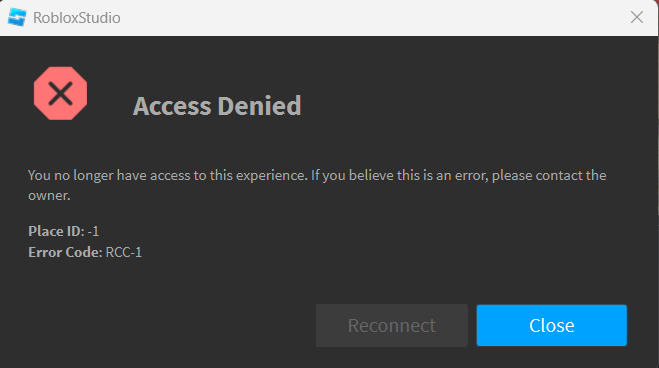 RobloxStudio
Access Denied
You no longer have access to this experience. If you believe this is an error, please contact the
owner.
Place ID: -1
Error Code: RCC-1
Reconnect
Close